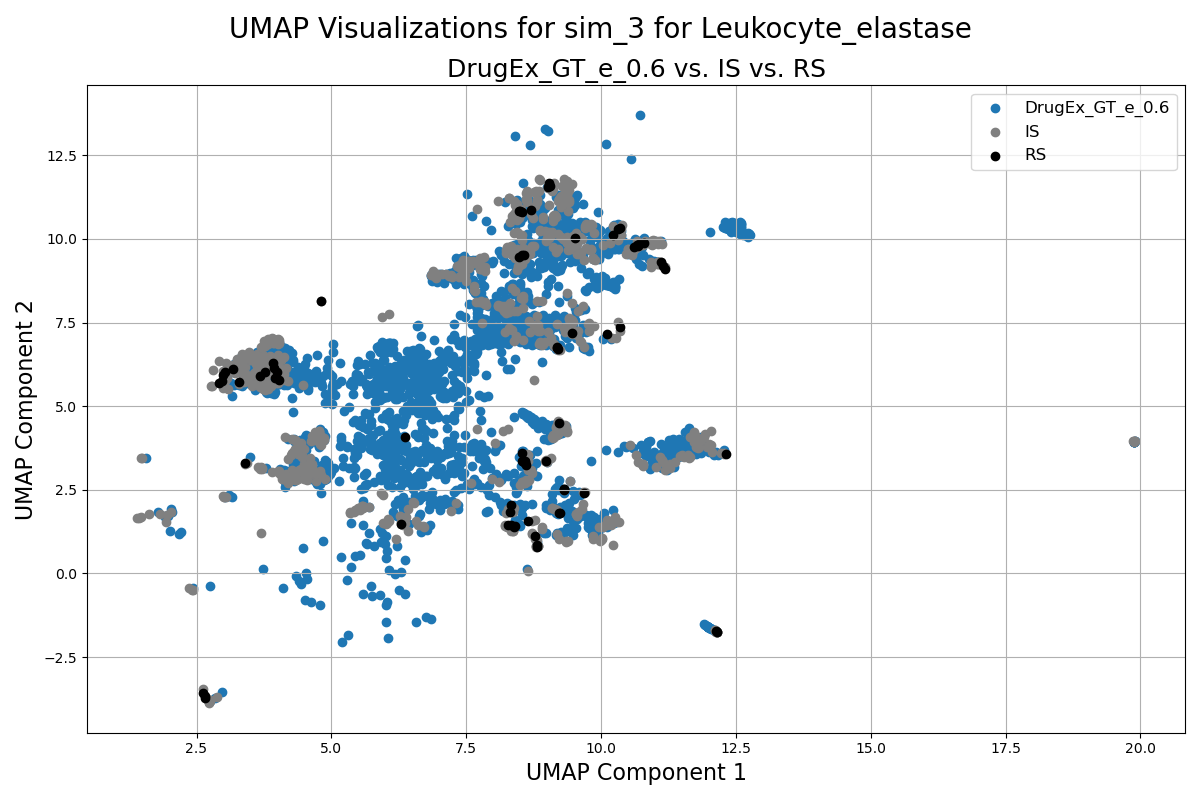 UMAP Visualizations for sim_3 for Leukocyte_elastase
DrugEx_GT_e_0.6 vs. IS vs. RS
DrugEx_GT_e_0.6
IS
RS
12.5
10.0
7.5
5.0
2.5
0.0
−2.5
UMAP Component 2
2.5
5.0
7.5
10.0
12.5
15.0
17.5
20.0
UMAP Component 1